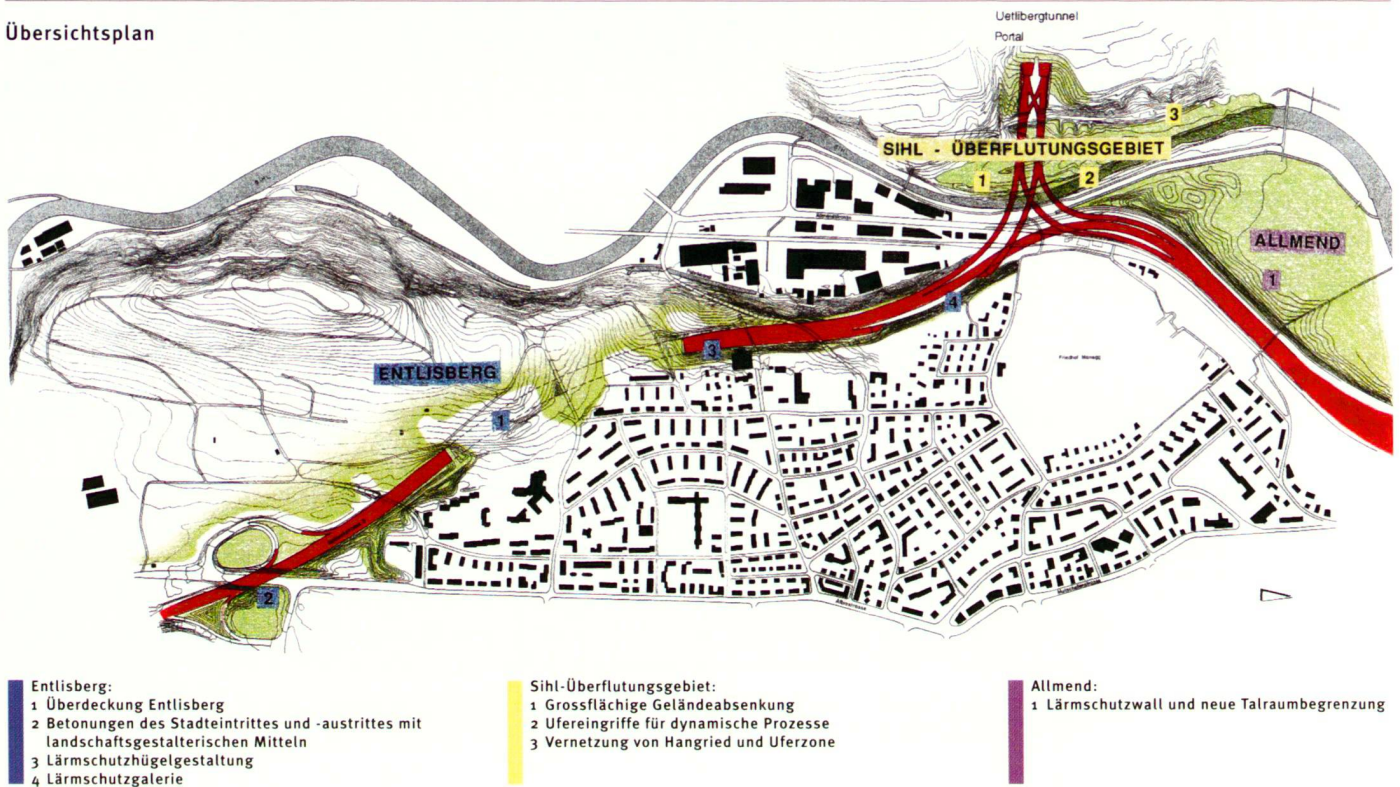 Übersichtsplan
Uetlibergtunnel
Portal
3
SIHL - ÜBERFLUTUNGSGEBIET
1
2
ALLMEND
1
4
3
ENTLISBERG
1
2
Entlisberg:
1 Überdeckung Entlisberg
2 Betonungen des Stadteintrittes und -austrittes mit
landschaftsgestalterischen Mitteln
3 Lärmschutzhügelgestaltung
4 Lärmschutzgalerie
Sihl-Überflutungsgebiet:
1 Grossflächige Geländeabsenkung
2 Ufereingriffe für dynamische Prozesse
3 Vernetzung von Hangried und Uferzone
Allmend:
1 Lärmschutzwall und neue Talraumbegrenzung